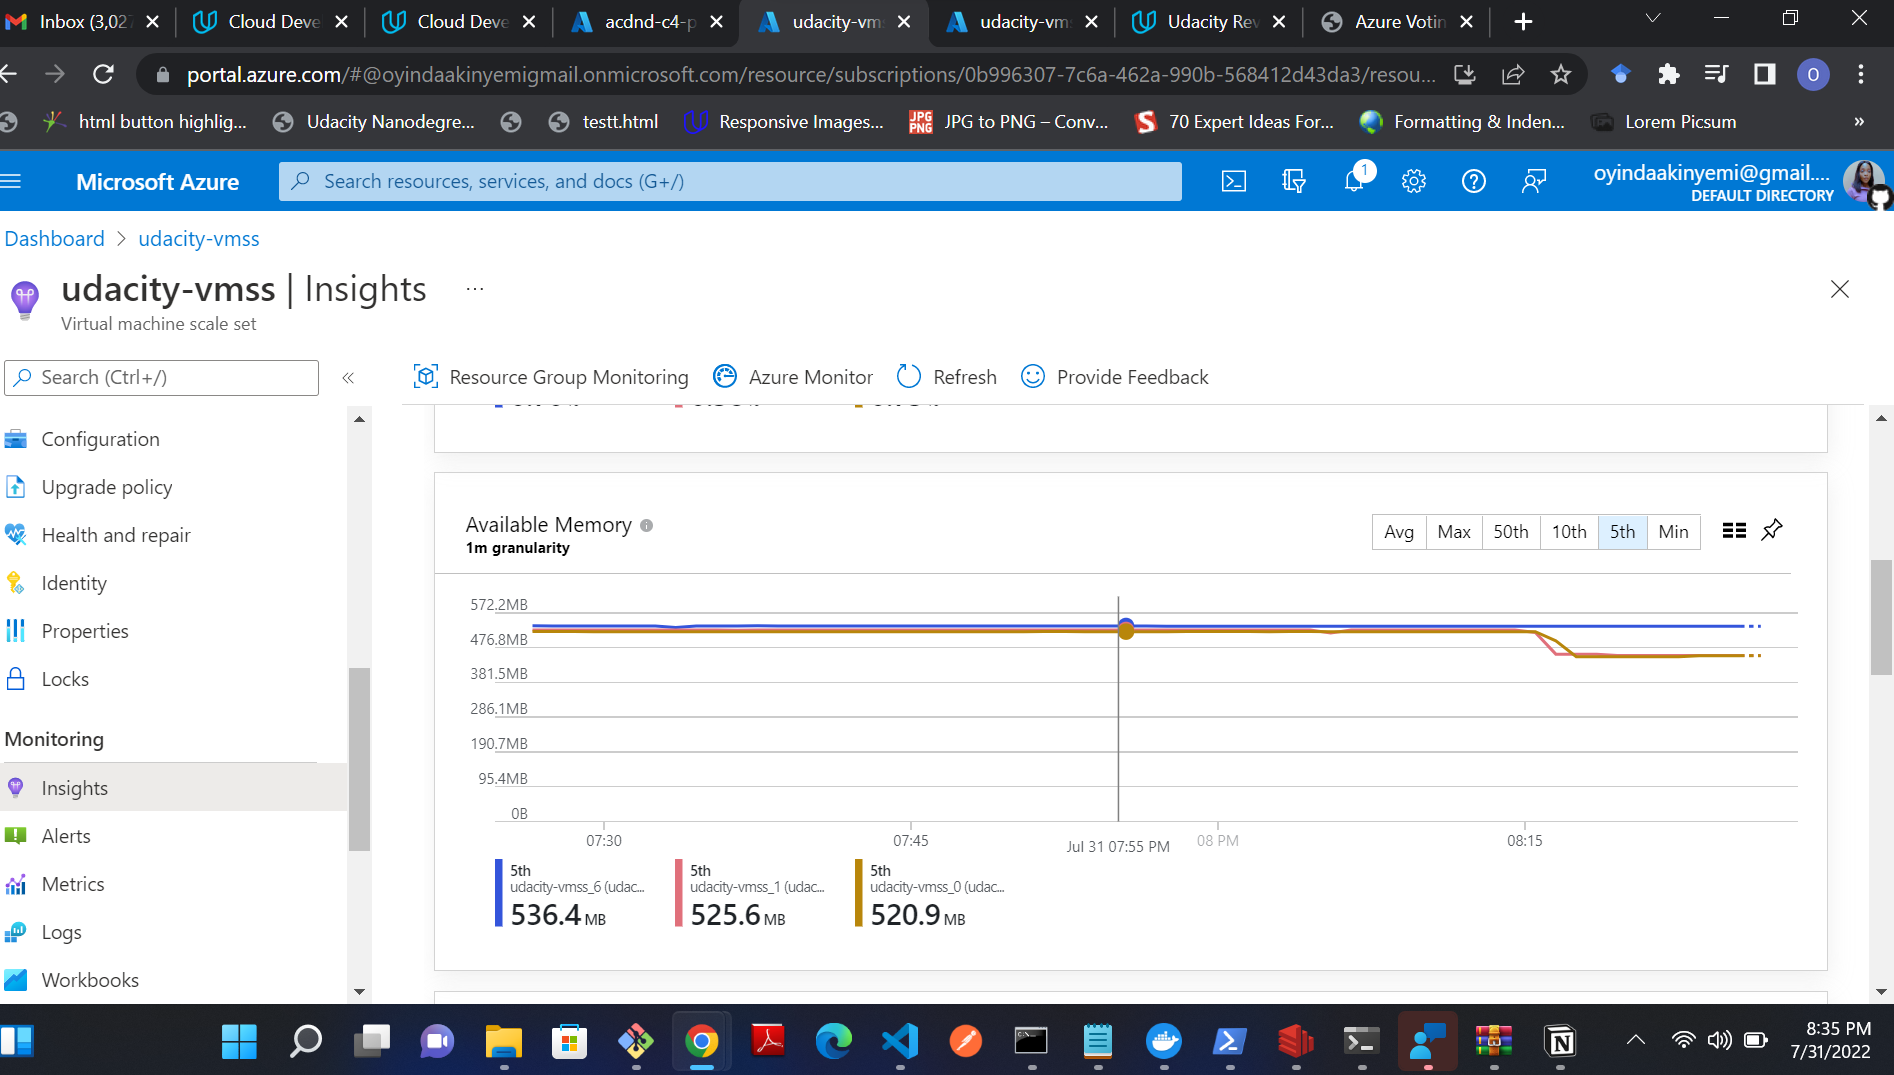 Inbox (3,027
Cloud Deve
Cloud Deve
acdnd-c4-p
udacity-vms
udacity-vms
Udacity Rev
Azure Votin
portal.azure.com/#@oyindaakinyemigmail.onmicrosoft.com/resource/subscriptions/0b996307-7c6a-462a-990b-568412d43da3/resou...
O
html button highlig...
Udacity Nanodegre...
testt.html
Responsive Images...
JPG to PNG – Conv...
70 Expert Ideas For...
Formatting & Inden...
Lorem Picsum
»
Microsoft Azure
Search resources, services, and docs (G+/)
1
oyindaakinyemi@gmail....
DEFAULT DIRECTORY
Dashboard > udacity-vmss
udacity-vmss | Insights ...
Virtual machine scale set
Search (Ctrl+/)
«
Resource Group Monitoring
Azure Monitor
Refresh
Provide Feedback
Configuration
Upgrade policy
Health and repair
Identity
Properties
Locks
Monitoring
Insights
Alerts
Metrics
Logs
Workbooks
Available Memory
1m granularity
Avg
Max
50th
10th
5th
Min
572.2MB
476.8MB
381.5MB
286.1MB
190.7MB
95.4MB
0B
07:30
07:45
Jul 31 07:55 PM
08 PM
08:15
5th
udacity-vmss_6 (udac...
536.4 MB
5th
udacity-vmss_1 (udac...
525.6 MB
5th
udacity-vmss_0 (udac...
520.9 MB
8:35 PM
7/31/2022